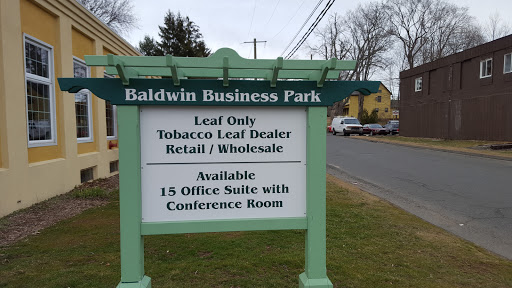 Baldwin Business Park
Leaf Only
Tobacco Leaf Dealer
Retail / Wholesale
Available
15 Office Suite with
Conference Room